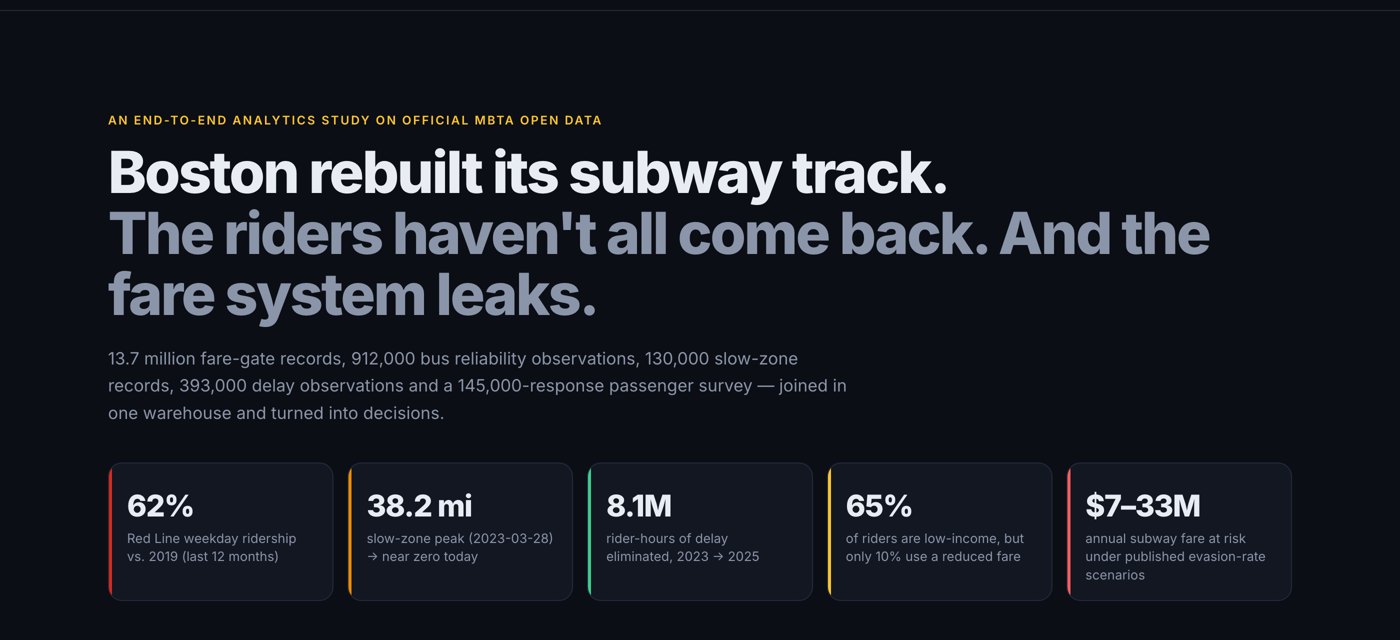 AN END-TO-END ANALYTICS STUDY ON OFFICIAL MBTA OPEN DATA
Boston rebuilt its subway track.
The riders haven't all come back. And the
fare system leaks.
13.7 million fare-gate records, 912,000 bus reliability observations, 130,000 slow-zone
records, 393,000 delay observations and a 145,000-response passenger survey — joined in
one warehouse and turned into decisions.
62%
Red Line weekday ridership
vs. 2019 (last 12 months)
38.2 mi
slow-zone peak (2023-03-28)
→ near zero today
8.1M
rider-hours of delay
eliminated, 2023 → 2025
65%
of riders are low-income, but
only 10% use a reduced fare
$7–33M
annual subway fare at risk
under published evasion-rate
scenarios